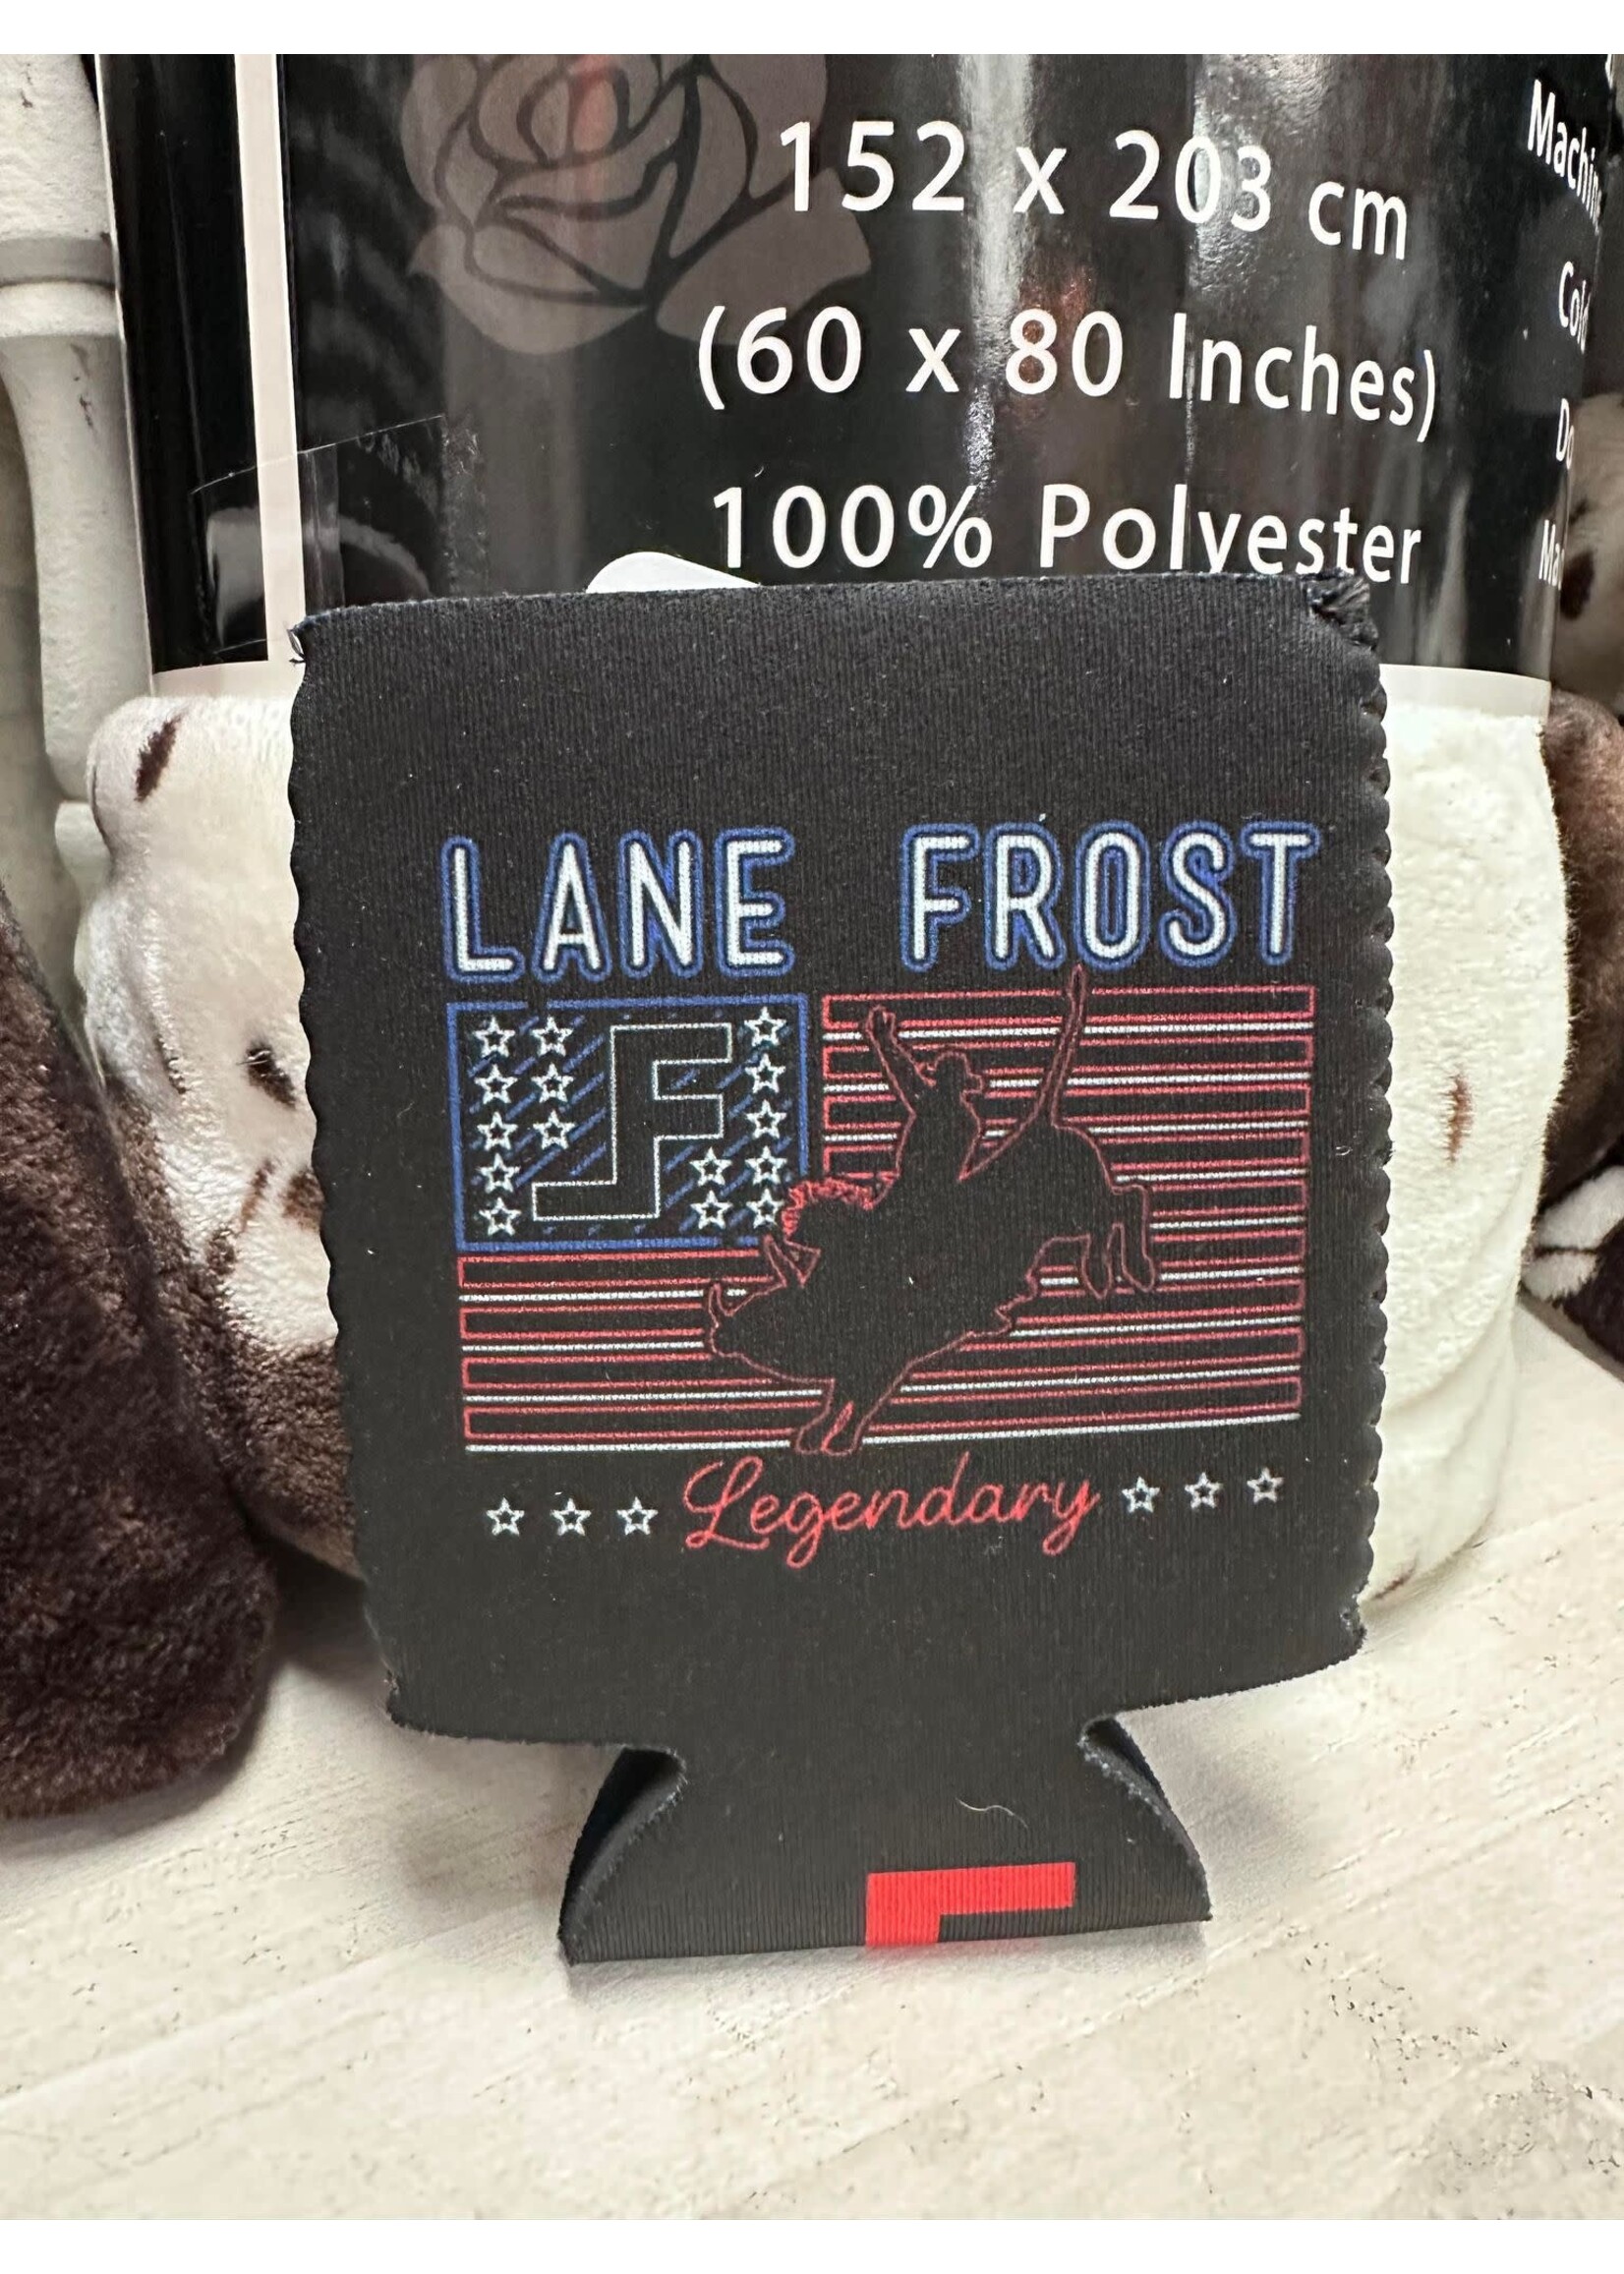 152 x 203 cm
(60 x 80 Inches)
100% Polyester
LANE FROST
LF
Legendary